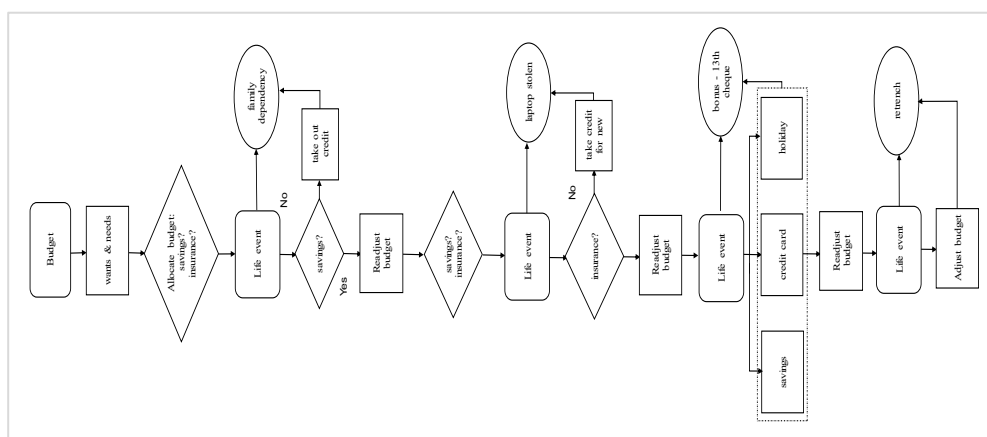 Budget
wants & needs
Allocate budget:
savings?
insurance?
Life event
family
dependency
No
savings?
take out
credit
Yes
Readjust
budget
savings?
insurance?
Life event
laptop stolen
No
insurance?
take credit
for new
Readjust
budget
Life event
bonus - 13th
cheque
savings
credit card
holiday
Readjust
budget
Life event
retrench
Adjust budget